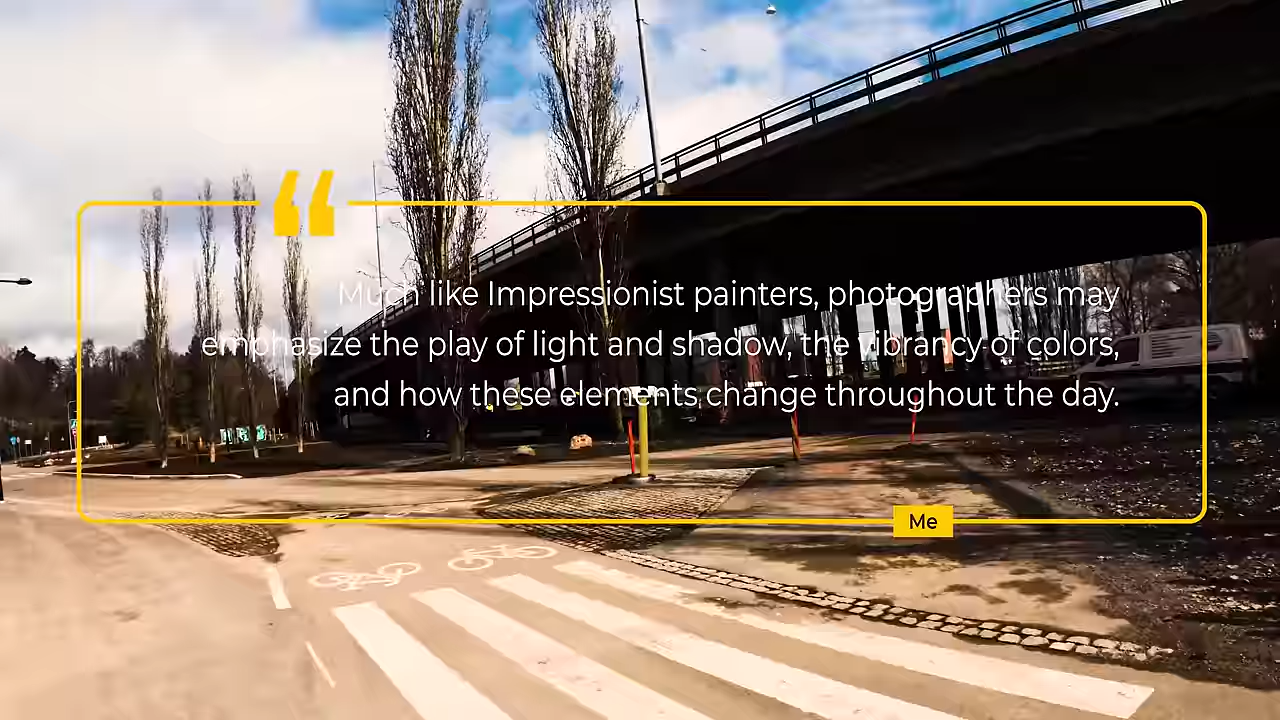 Much like Impressionist painters, photographers may
emphasize the play of light and shadow, the vibrancy of colors,
and how these elements change throughout the day.
Me